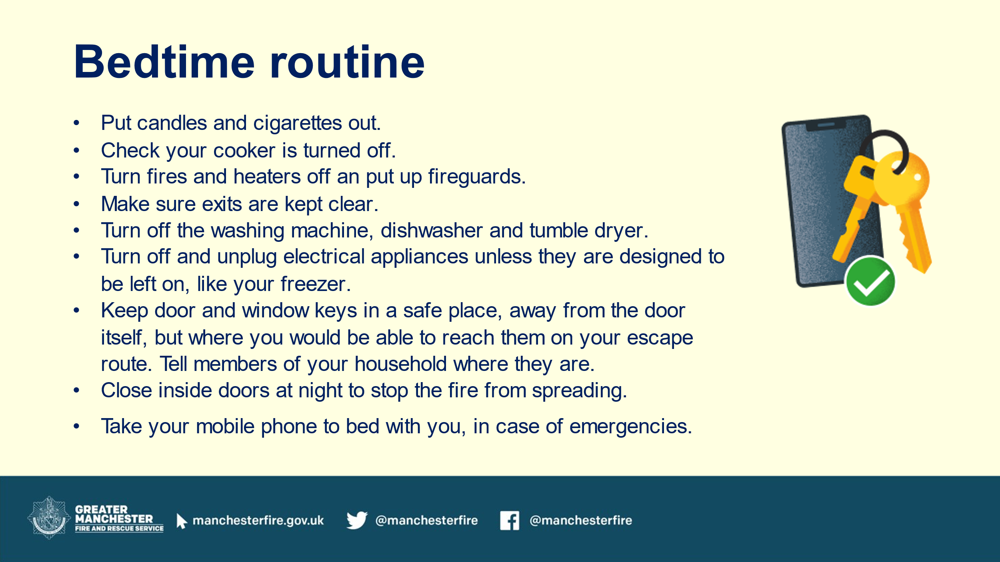 Bedtime routine
• Put candles and cigarettes out.
• Check your cooker is turned off.
• Turn fires and heaters off an put up fireguards.
• Make sure exits are kept clear.
• Turn off the washing machine, dishwasher and tumble dryer.
• Turn off and unplug electrical appliances unless they are designed to
be left on, like your freezer.
• Keep door and window keys in a safe place, away from the door
itself, but where you would be able to reach them on your escape
route. Tell members of your household where they are.
• Close inside doors at night to stop the fire from spreading.
• Take your mobile phone to bed with you, in case of emergencies.
GREATER
MANCHESTER
FIRE AND RESCUE SERVICE
manchesterfire.gov.uk
@manchesterfire
@manchesterfire